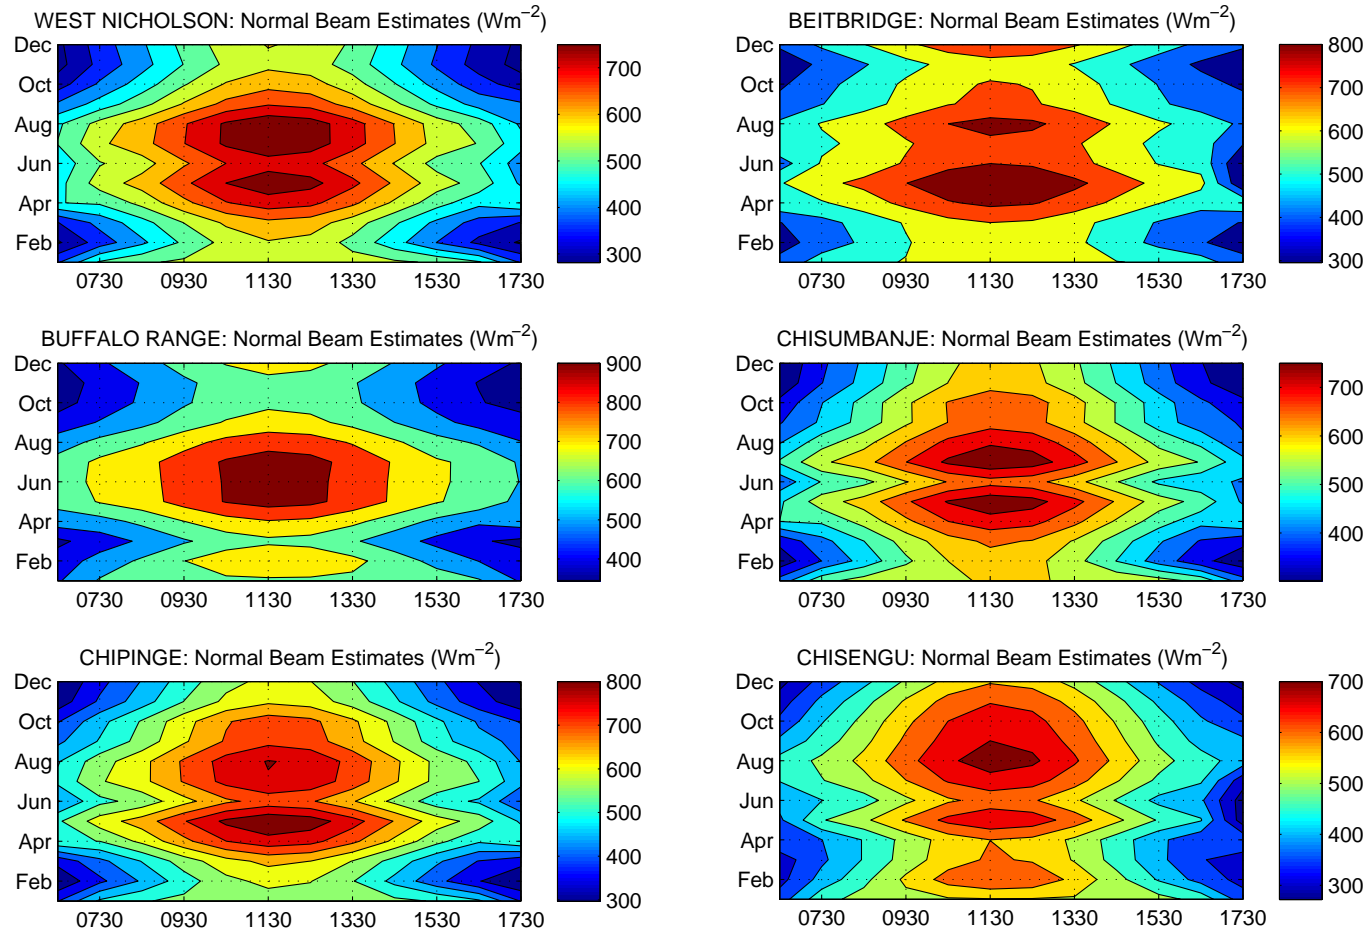 WEST NICHOLSON: Normal Beam Estimates (Wm⁻²)
Dec
Oct
Aug
Jun
Apr
Feb
0730 0930 1130 1330 1530 1730
700
600
500
400
300
BEITBRIDGE: Normal Beam Estimates (Wm⁻²)
Dec
Oct
Aug
Jun
Apr
Feb
0730 0930 1130 1330 1530 1730
800
700
600
500
400
300
BUFFALO RANGE: Normal Beam Estimates (Wm⁻²)
Dec
Oct
Aug
Jun
Apr
Feb
0730 0930 1130 1330 1530 1730
900
800
700
600
500
400
CHISUMBANJE: Normal Beam Estimates (Wm⁻²)
Dec
Oct
Aug
Jun
Apr
Feb
0730 0930 1130 1330 1530 1730
700
600
500
400
CHIPINGE: Normal Beam Estimates (Wm⁻²)
Dec
Oct
Aug
Jun
Apr
Feb
0730 0930 1130 1330 1530 1730
800
700
600
500
400
300
CHISENGU: Normal Beam Estimates (Wm⁻²)
Dec
Oct
Aug
Jun
Apr
Feb
0730 0930 1130 1330 1530 1730
700
600
500
400
300